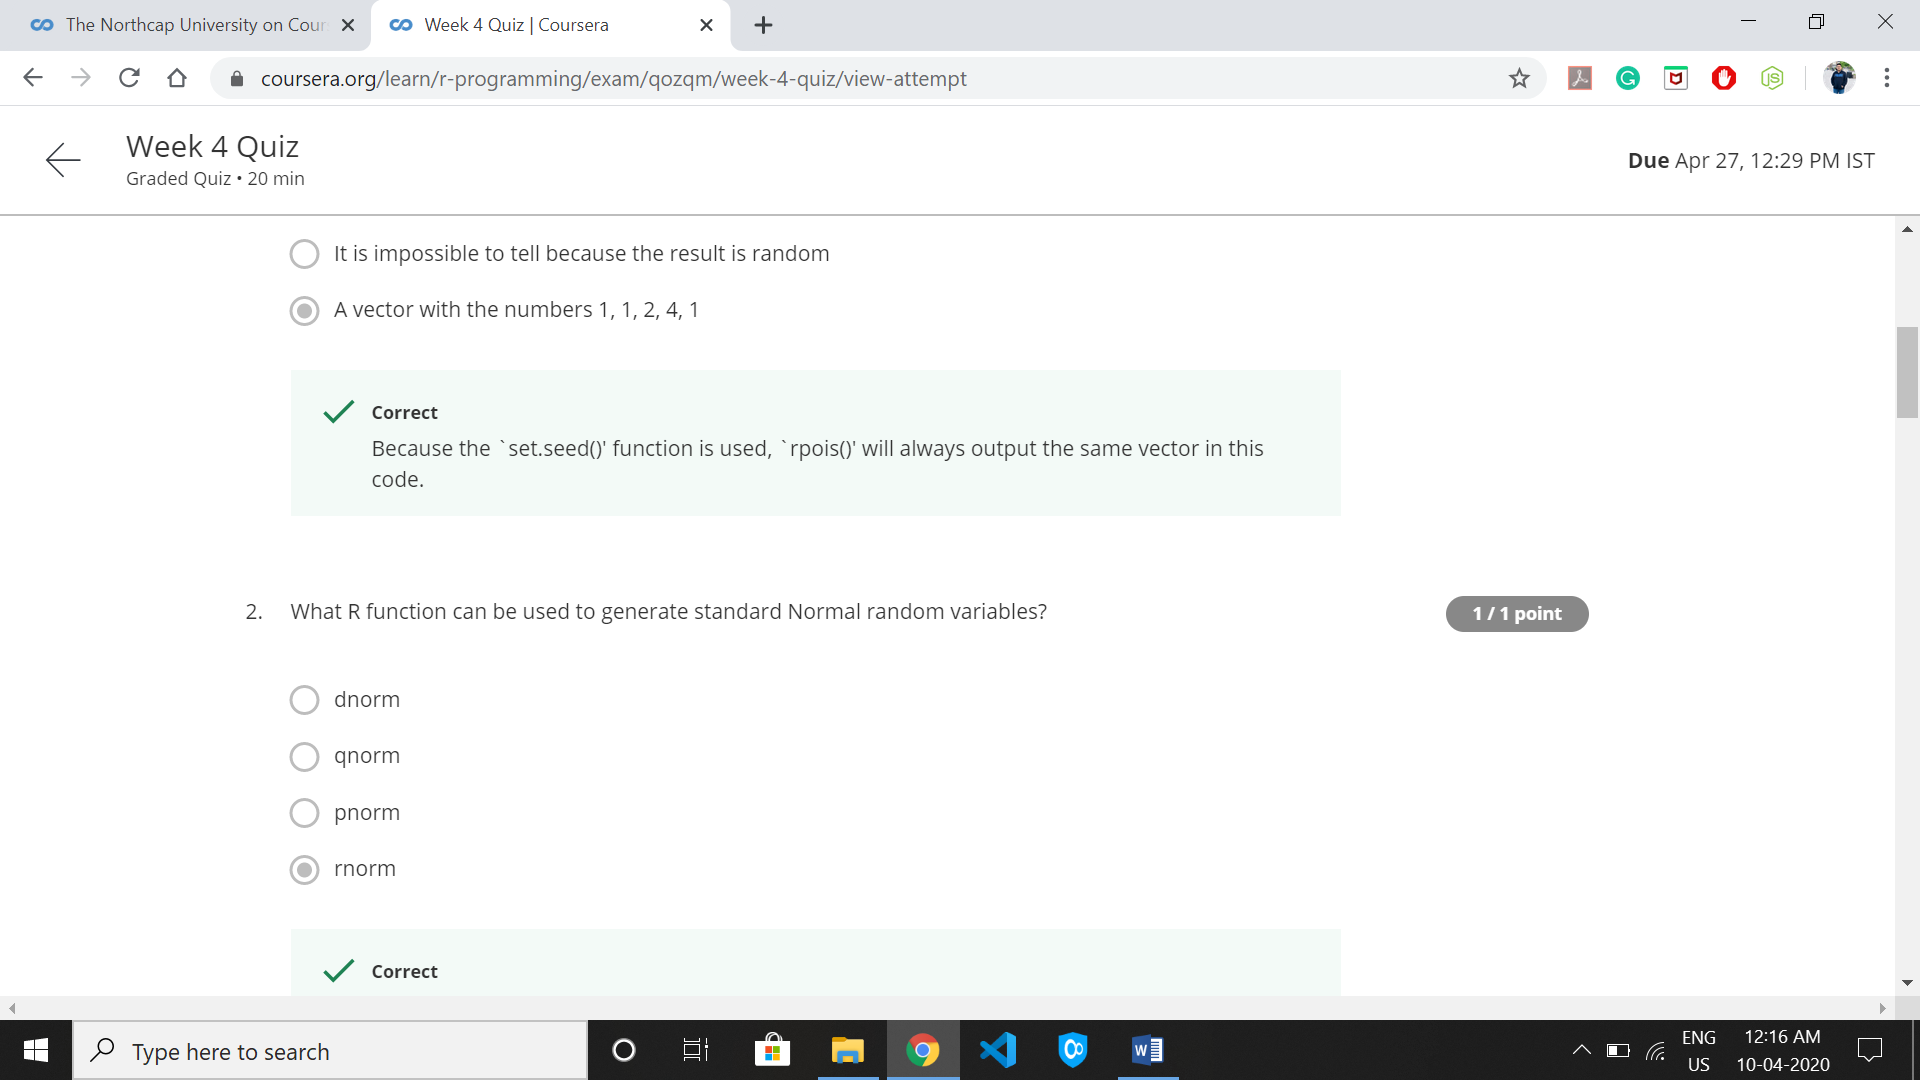 The Northcap University on Cour
Week 4 Quiz | Coursera
coursera.org/learn/r-programming/exam/qozqm/week-4-quiz/view-attempt
Week 4 Quiz
Graded Quiz • 20 min
Due Apr 27, 12:29 PM IST
It is impossible to tell because the result is random
A vector with the numbers 1, 1, 2, 4, 1
Correct
Because the `set.seed()' function is used, `rpois()' will always output the same vector in this
code.
2. What R function can be used to generate standard Normal random variables?
1 / 1 point
dnorm
qnorm
pnorm
rnorm
Correct
Type here to search
ENG
US
12:16 AM
10-04-2020